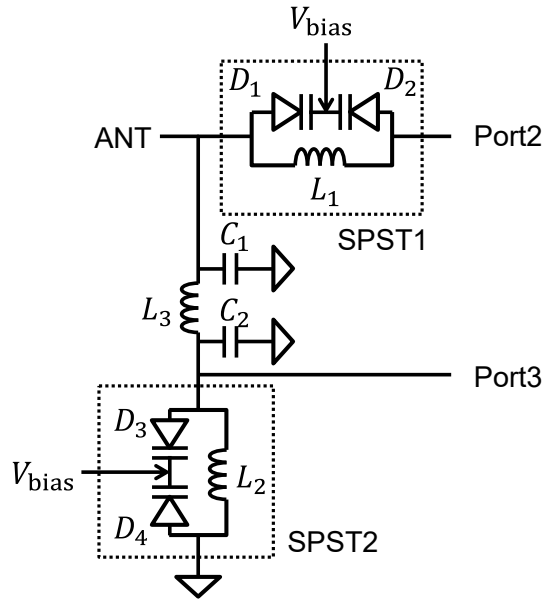 V_bias
D_1 D_2
ANT Port2
L_1
SPST1
C_1
L_3 C_2
Port3
D_3
V_bias L_2
D_4 SPST2